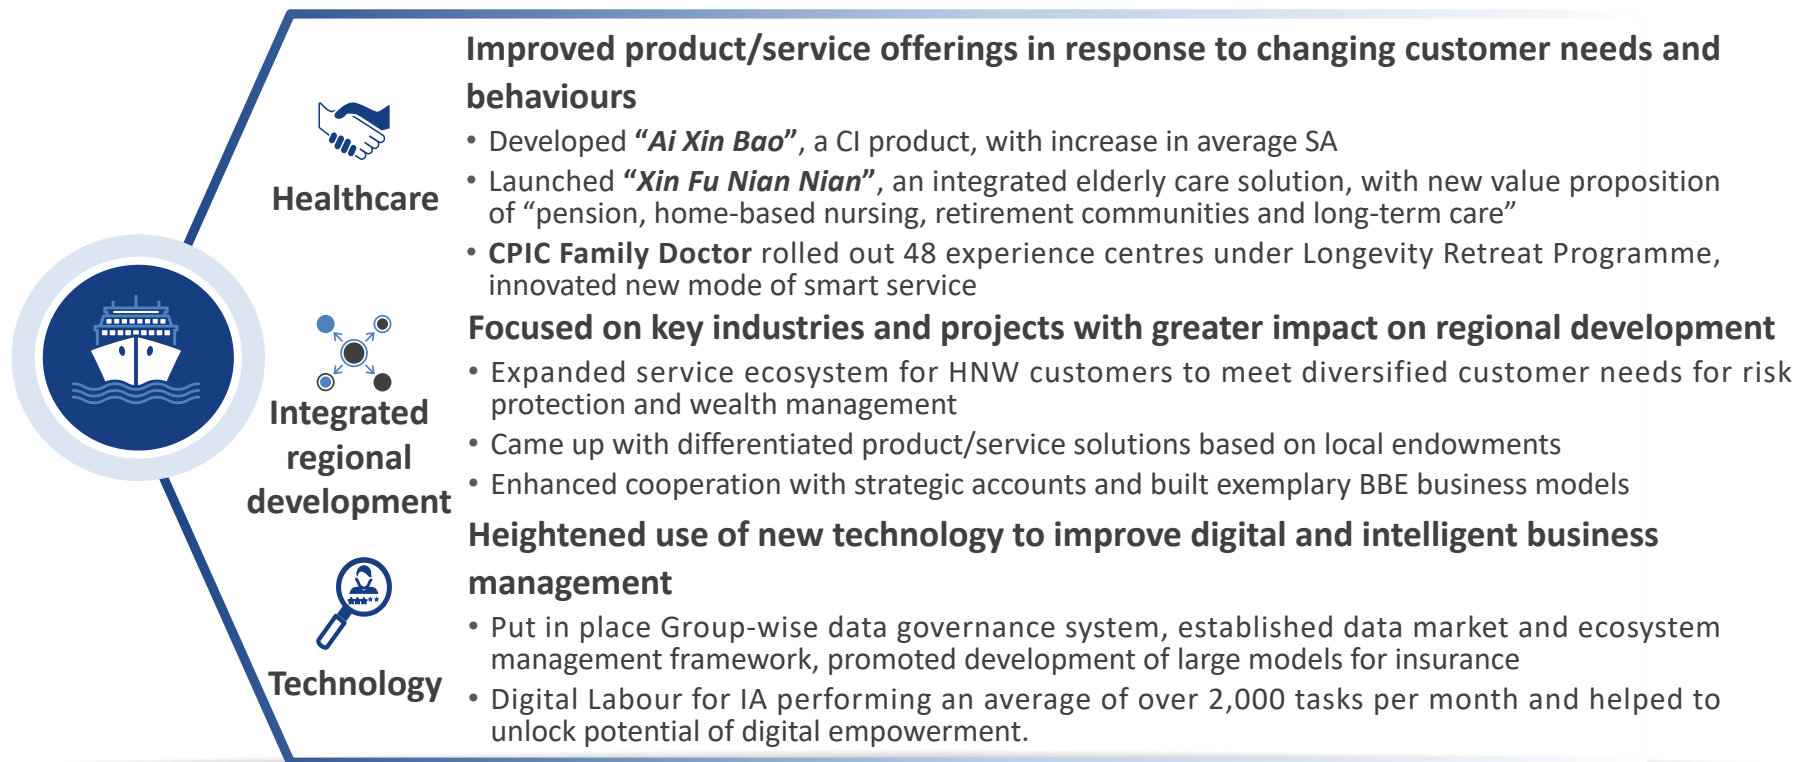 Improved product/service offerings in response to changing customer needs and
behaviours
Healthcare
• Developed “Ai Xin Bao”, a CI product, with increase in average SA
• Launched “Xin Fu Nian Nian”, an integrated elderly care solution, with new value proposition
of “pension, home-based nursing, retirement communities and long-term care”
• CPIC Family Doctor rolled out 48 experience centres under Longevity Retreat Programme,
innovated new mode of smart service
Integrated
regional
development
Focused on key industries and projects with greater impact on regional development
• Expanded service ecosystem for HNW customers to meet diversified customer needs for risk
protection and wealth management
• Came up with differentiated product/service solutions based on local endowments
• Enhanced cooperation with strategic accounts and built exemplary BBE business models
Technology
Heightened use of new technology to improve digital and intelligent business
management
• Put in place Group-wise data governance system, established data market and ecosystem
management framework, promoted development of large models for insurance
• Digital Labour for IA performing an average of over 2,000 tasks per month and helped to
unlock potential of digital empowerment.